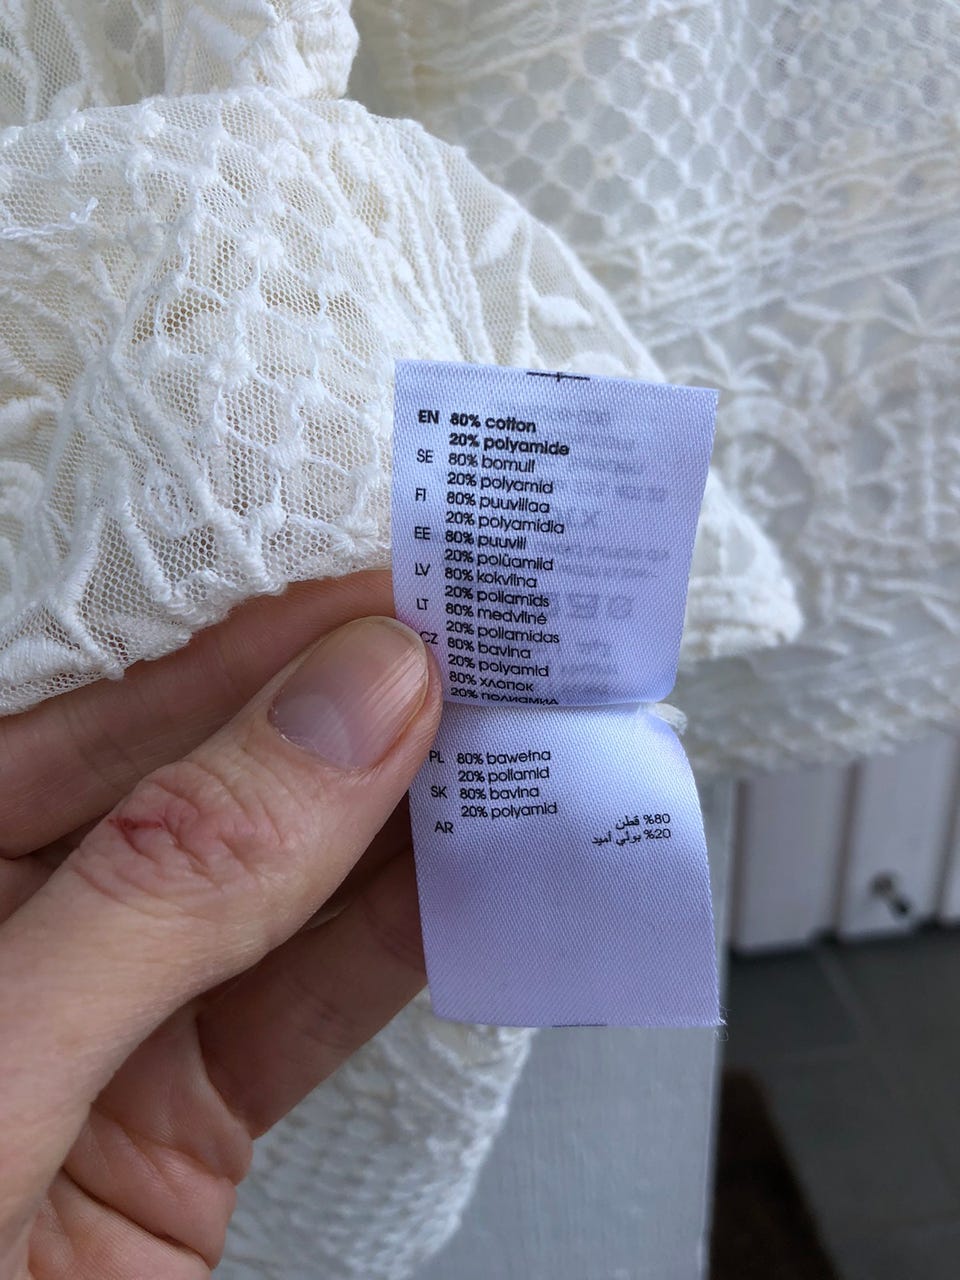 EN 80% cotton
20% polyamide
SE 80% bomull
20% polyamid
FI 80% puuvillaa
20% polyamidia
EE 80% puuvill
20% polüamiid
LV 80% kokvilna
20% poliamīds
LT 80% medvilnė
20% poliamidas
CZ 80% bavlna
20% polyamid
80% хлопок
20% полиамид
PL 80% bawełna
20% poliamid
SK 80% bavlna
20% polyamid
AR 80% قطن
20% بولي أميد